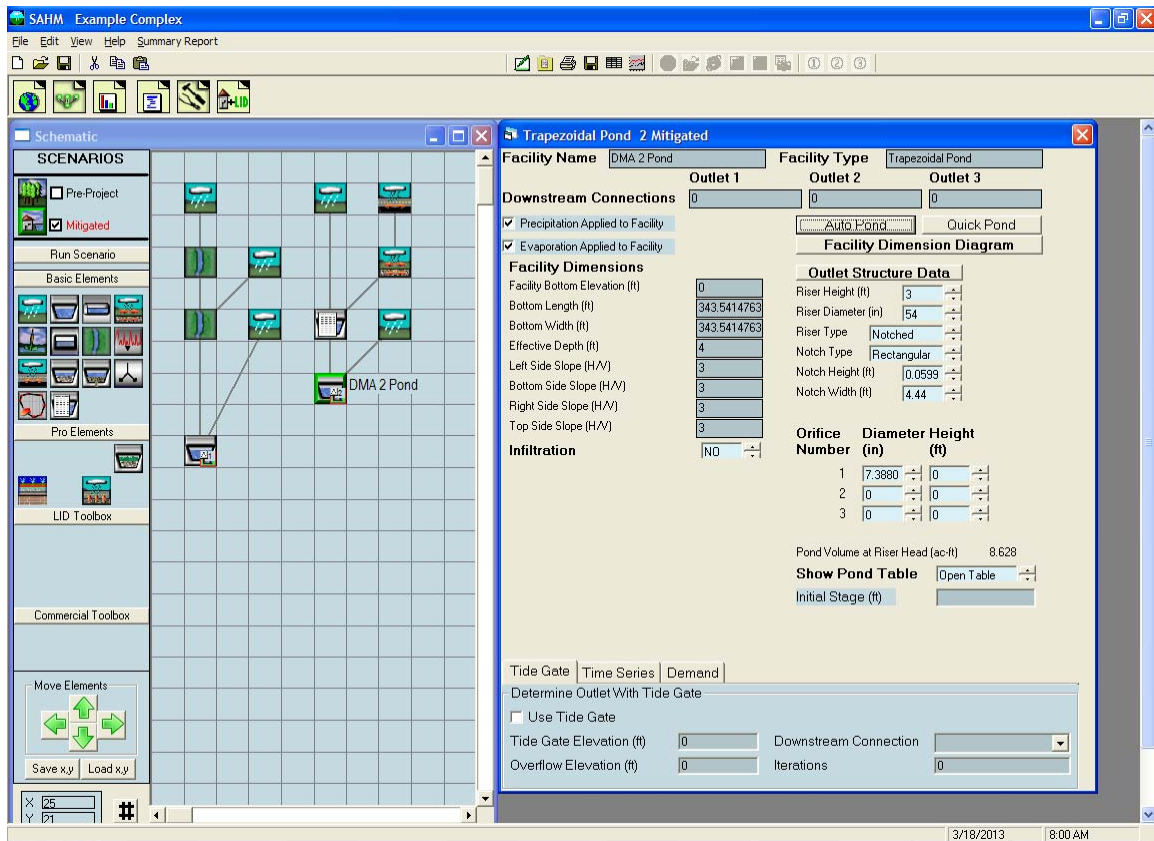 SAHM Example Complex
File Edit View Help Summary Report
Schematic
SCENARIOS
Pre-Project
Mitigated
Run Scenario
Basic Elements
Pro Elements
LID Toolbox
Commercial Toolbox
Move Elements
Save x,y Load x,y
X 25
Y 21
#
DMA 2 Pond
Trapezoidal Pond 2 Mitigated
Facility Name DMA 2 Pond Facility Type Trapezoidal Pond
Outlet 1 Outlet 2 Outlet 3
Downstream Connections 0 0 0
Precipitation Applied to Facility Auto Pond Quick Pond
Evaporation Applied to Facility Facility Dimension Diagram
Facility Dimensions
Facility Bottom Elevation (ft) 0
Bottom Length (ft) 343.5414763
Bottom Width (ft) 343.5414763
Effective Depth (ft) 4
Left Side Slope (H/V) 3
Bottom Side Slope (H/V) 3
Right Side Slope (H/V) 3
Top Side Slope (H/V) 3
Infiltration NO
Outlet Structure Data
Riser Height (ft) 3
Riser Diameter (in) 54
Riser Type Notched
Notch Type Rectangular
Notch Height (ft) 0.0599
Notch Width (ft) 4.44
Orifice Diameter Height
Number (in) (ft)
1 7.3880 0
2 0 0
3 0 0
Pond Volume at Riser Head (ac-ft) 8.628
Show Pond Table Open Table
Initial Stage (ft)
Tide Gate Time Series Demand
Determine Outlet With Tide Gate
Use Tide Gate
Tide Gate Elevation (ft) 0 Downstream Connection
Overflow Elevation (ft) 0 Iterations 0
3/18/2013 8:00 AM